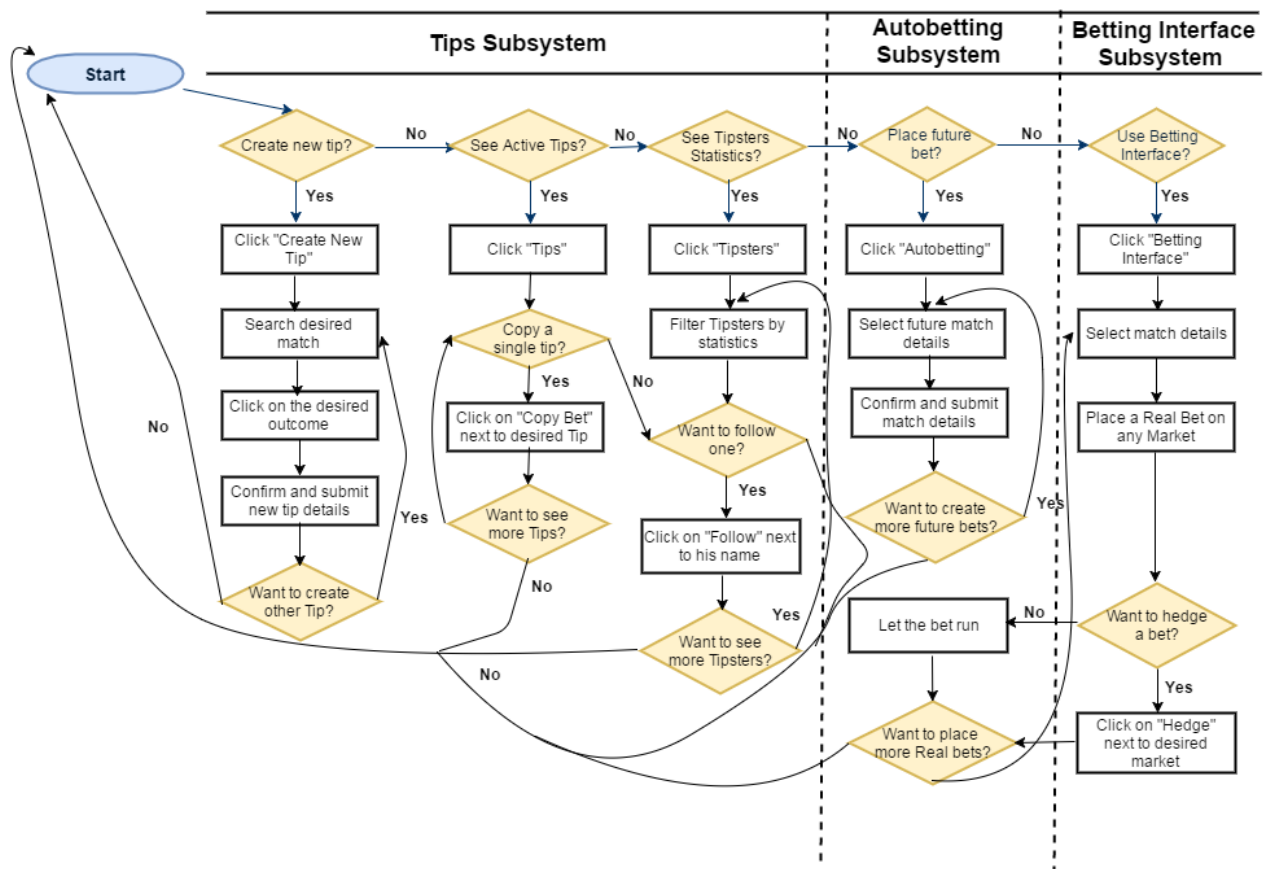 Tips Subsystem
Autobetting
Subsystem
Betting Interface
Subsystem
Start
Create new tip?
No
See Active Tips?
No
See Tipsters
Statistics?
No
Place future
bet?
No
Use Betting
Interface?
Yes
Yes
Yes
Yes
Yes
Click "Create New
Tip"
Click "Tips"
Click "Tipsters"
Click "Autobetting"
Click "Betting
Interface"
Search desired
match
Copy a
single tip?
Filter Tipsters by
statistics
Select future match
details
Select match details
Yes
No
Click on the desired
outcome
Click on "Copy Bet"
next to desired Tip
Want to follow
one?
Confirm and submit
match details
Place a Real Bet on
any Market
No
Confirm and submit
new tip details
Yes
Want to see
more Tips?
Yes
Want to create
more future bets?
Yes
Click on "Follow" next
to his name
Want to create
other Tip?
No
Yes
Want to see
more Tipsters?
No
Let the bet run
No
Want to hedge
a bet?
Yes
Want to place
more Real bets?
Click on "Hedge"
next to desired
market